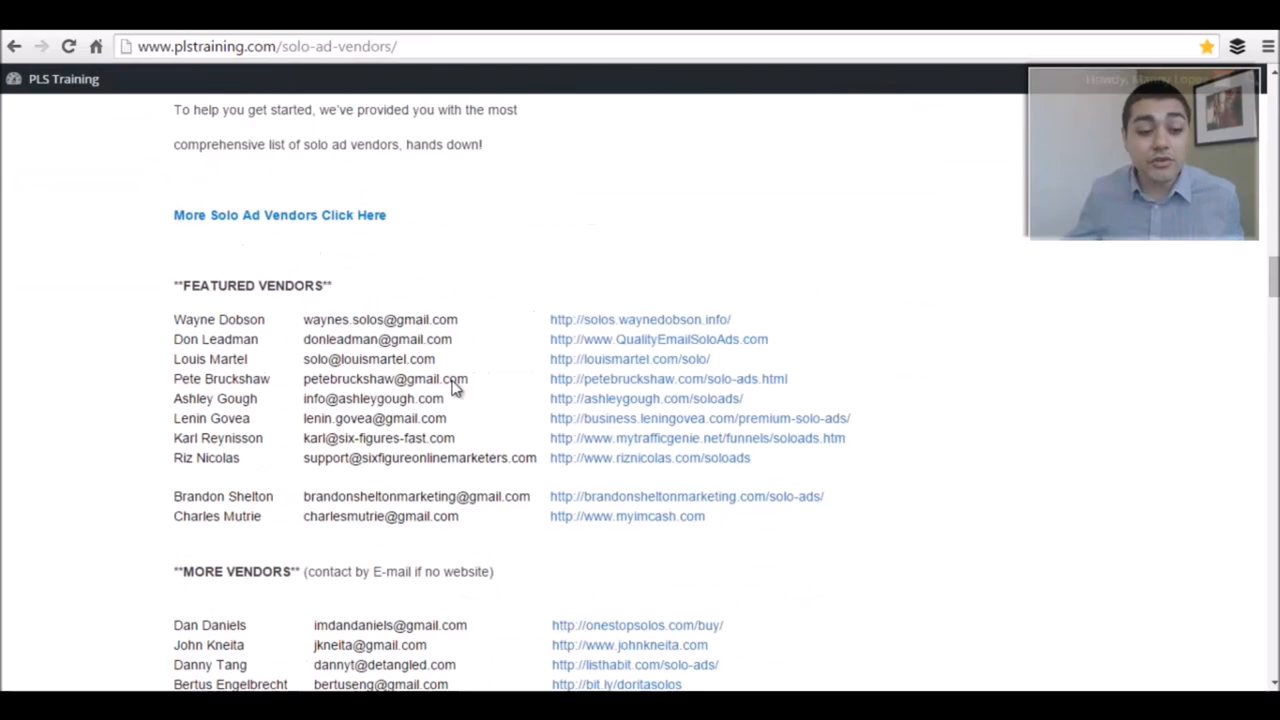 www.plstraining.com/solo-ad-vendors/
PLS Training
Howdy, Manny Lopez
To help you get started, we've provided you with the most
comprehensive list of solo ad vendors, hands down!
More Solo Ad Vendors Click Here
**FEATURED VENDORS**
Wayne Dobson waynes.solos@gmail.com http://solos.waynedobson.info/
Don Leadman donleadman@gmail.com http://www.QualityEmailSoloAds.com
Louis Martel solo@louismartel.com http://louismartel.com/solo/
Pete Bruckshaw petebruckshaw@gmail.com http://petebruckshaw.com/solo-ads.html
Ashley Gough info@ashleygough.com http://ashleygough.com/soloads/
Lenin Govea lenin.govea@gmail.com http://business.leningovea.com/premium-solo-ads/
Karl Reynisson karl@six-figures-fast.com http://www.mytrafficgenie.net/funnels/soloads.htm
Riz Nicolas support@sixfigureonlinemarketers.com http://www.riznicolas.com/soloads
Brandon Shelton brandonsheltonmarketing@gmail.com http://brandonsheltonmarketing.com/solo-ads/
Charles Mutrie charlesmutrie@gmail.com http://www.myimcash.com
**MORE VENDORS** (contact by E-mail if no website)
Dan Daniels imdandaniels@gmail.com http://onestopsolos.com/buy/
John Kneita jkneita@gmail.com http://www.johnkneita.com
Danny Tang dannyt@detangled.com http://listhabit.com/solo-ads/
Bertus Engelbrecht bertuseng@gmail.com http://bit.ly/doritasolos